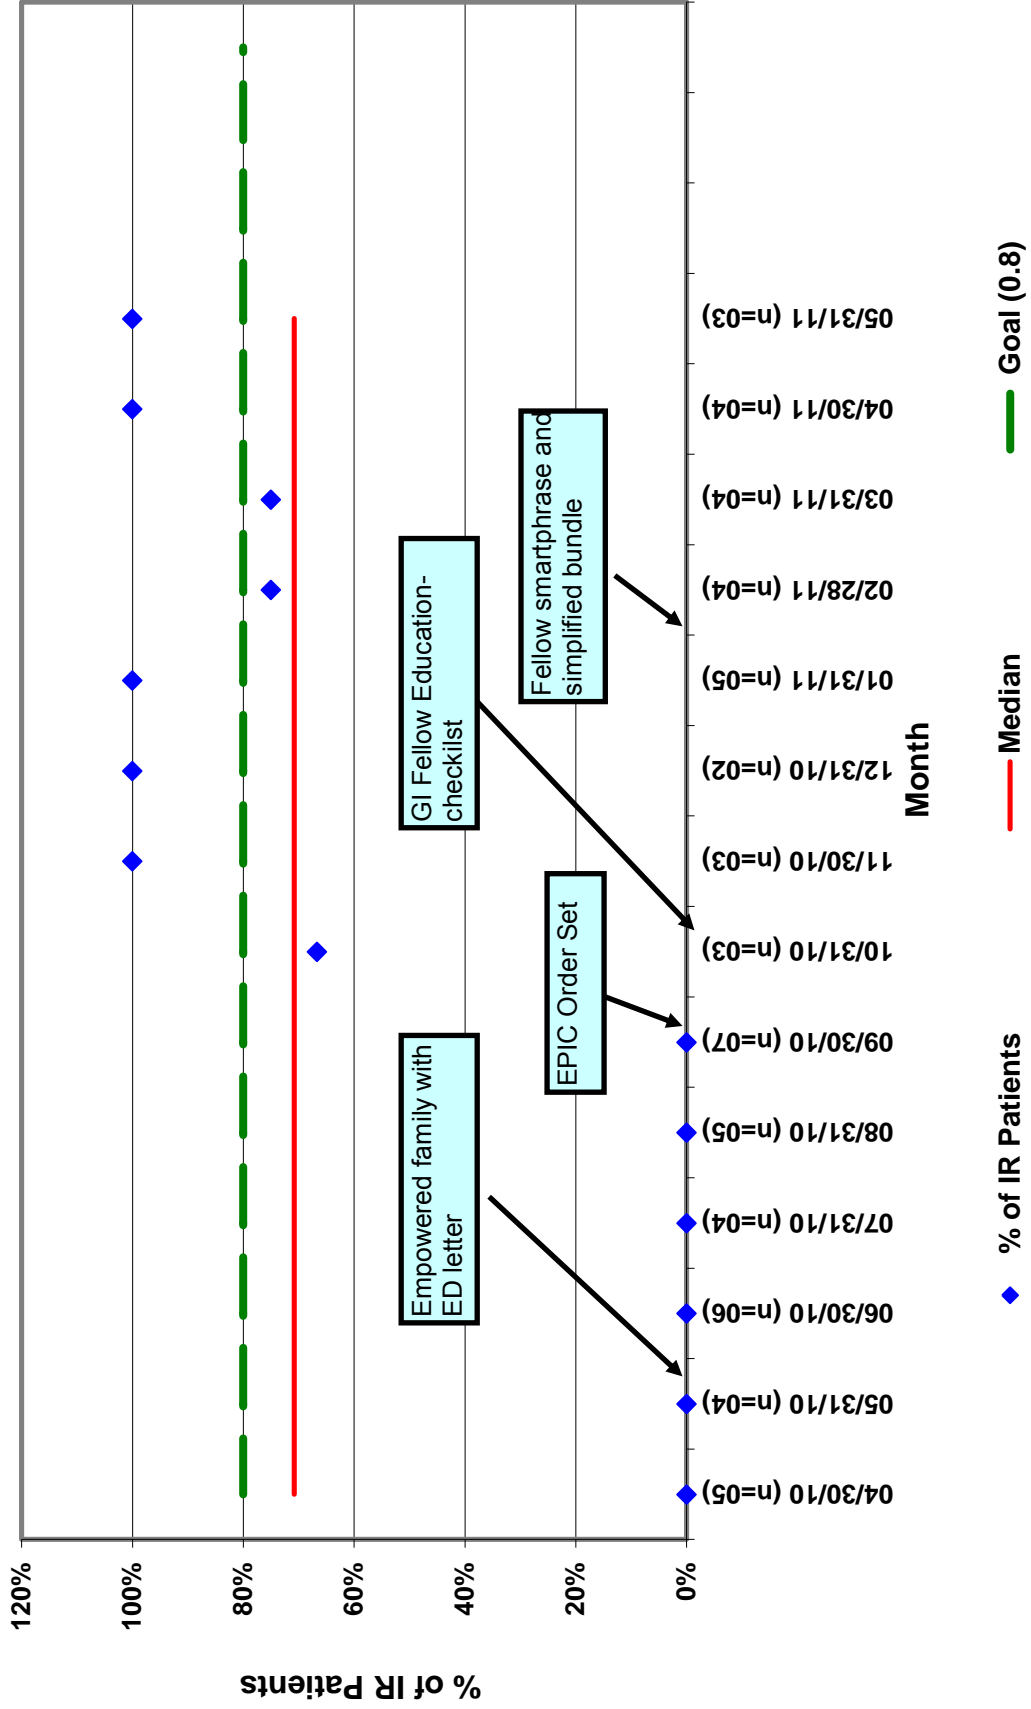 120%
100%
80%
60%
40%
20%
0%
% of IR Patients
Empowered family with
ED letter
EPIC Order Set
GI Fellow Education-
checkilst
Fellow smartphrase and
simplified bundle
04/30/10 (n=05)
05/31/10 (n=04)
06/30/10 (n=06)
07/31/10 (n=04)
08/31/10 (n=05)
09/30/10 (n=07)
10/31/10 (n=03)
11/30/10 (n=03)
12/31/10 (n=02)
01/31/11 (n=05)
02/28/11 (n=04)
03/31/11 (n=04)
04/30/11 (n=04)
05/31/11 (n=03)
Month
% of IR Patients
Median
Goal (0.8)